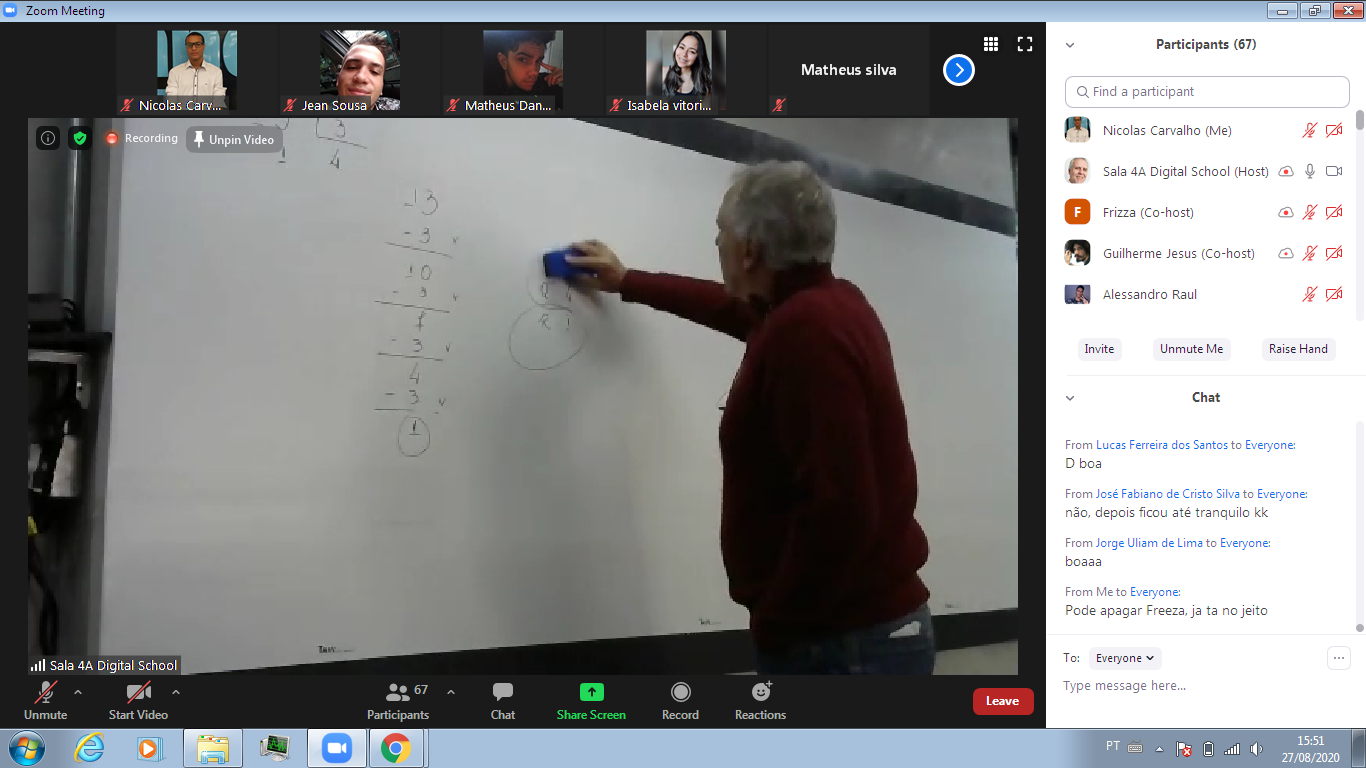 Zoom Meeting
Nicolas Carv...
Jean Sousa
Matheus Dan...
Isabela vitori...
Matheus silva
Recording
Unpin Video
3
1 4
13
- 3 v
10
- 3 v
7
- 3 v
4
- 3 v
1
Q 4
R 1
Sala 4A Digital School
Unmute
Start Video
Participants
67
Chat
Share Screen
Record
Reactions
Leave
Participants (67)
Find a participant
Nicolas Carvalho (Me)
Sala 4A Digital School (Host)
F Frizza (Co-host)
Guilherme Jesus (Co-host)
Alessandro Raul
Invite Unmute Me Raise Hand
Chat
From Lucas Ferreira dos Santos to Everyone:
D boa
From José Fabiano de Cristo Silva to Everyone:
não, depois ficou até tranquilo kk
From Jorge Uliam de Lima to Everyone:
boaaa
From Me to Everyone:
Pode apagar Freeza, ja ta no jeito
To: Everyone
Type message here...
PT
15:51
27/08/2020